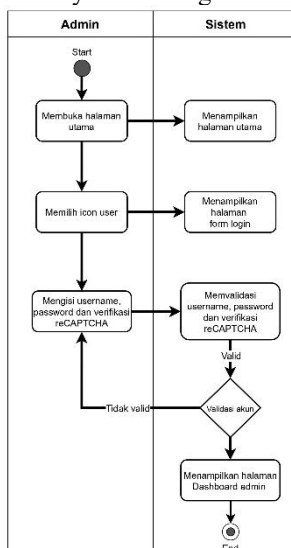 Admin
Sistem
Start
Membuka halaman
utama
Menampilkan
halaman utama
Memilih icon user
Menampilkan
halaman
form login
Mengisi username,
password dan verifikasi
reCAPTCHA
Memvalidasi
username, password
dan verifikasi
reCAPTCHA
Valid
Tidak valid
Validasi akun
Menampilkan halaman
Dashboard admin
End